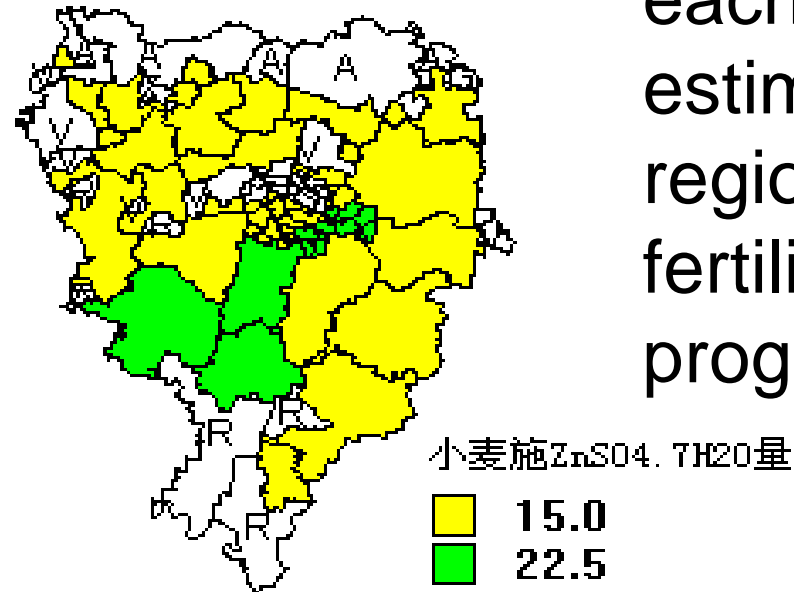 each
estim
regio
fertili
prog
A
A
A
A
V
V
R
R
R
R
小麦施ZnSO4.7H2O量
15.0
22.5